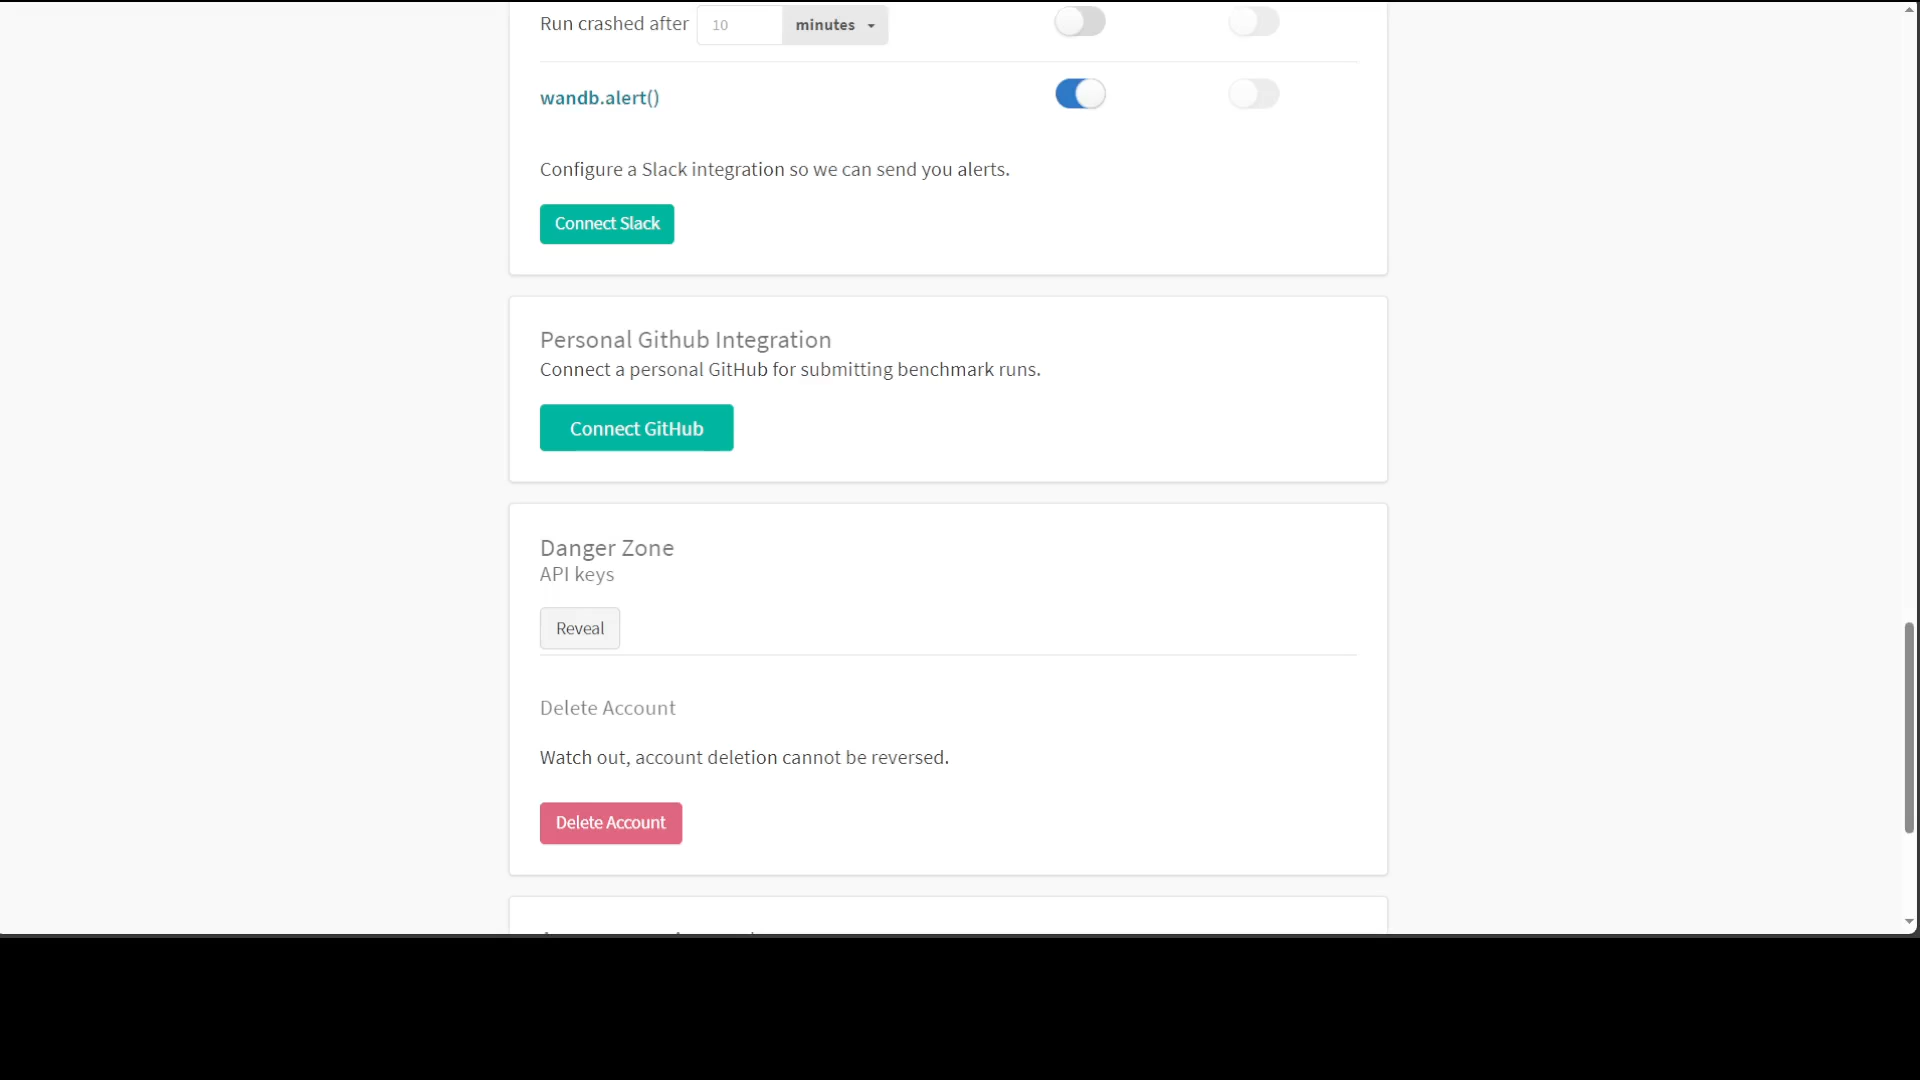 Run crashed after 10 minutes
wandb.alert()
Configure a Slack integration so we can send you alerts.
Connect Slack
Personal Github Integration
Connect a personal GitHub for submitting benchmark runs.
Connect GitHub
Danger Zone
API keys
Reveal
Delete Account
Watch out, account deletion cannot be reversed.
Delete Account